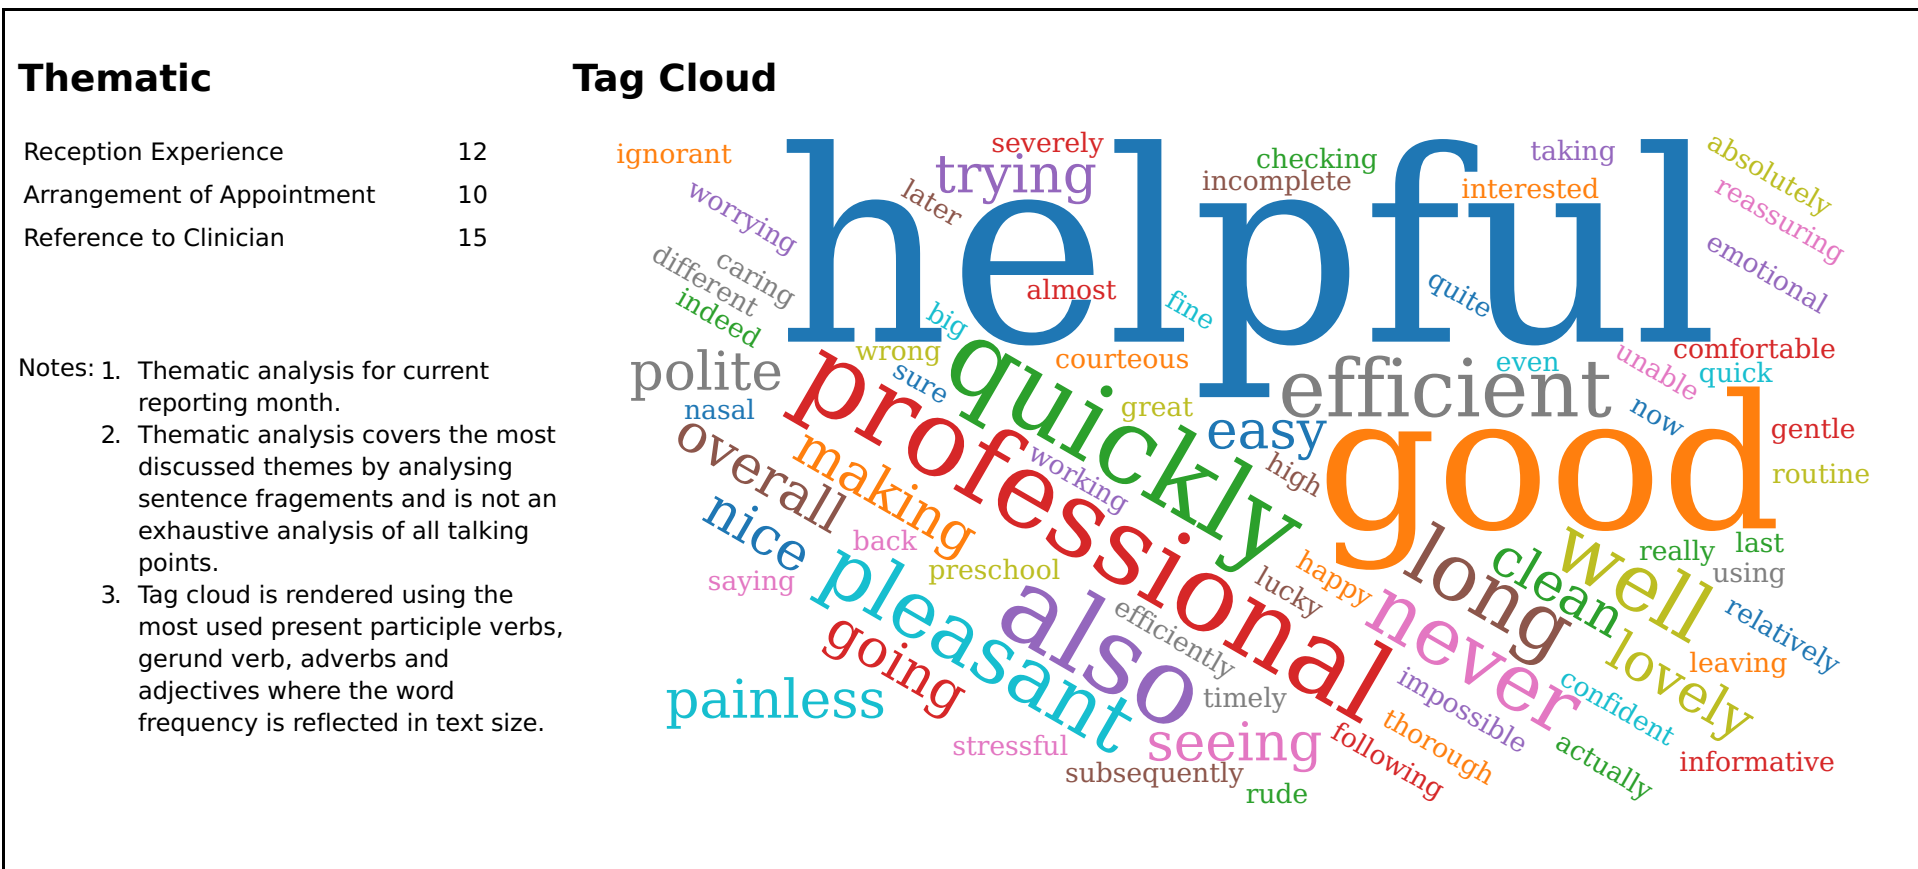 Thematic
Reception Experience 12
Arrangement of Appointment 10
Reference to Clinician 15
Notes: 1. Thematic analysis for current
reporting month.
2. Thematic analysis covers the most
discussed themes by analysing
sentence fragements and is not an
exhaustive analysis of all talking
points.
3. Tag cloud is rendered using the
most used present participle verbs,
gerund verb, adverbs and
adjectives where the word
frequency is reflected in text size.
Tag Cloud
ignorant
severely
trying
checking
incomplete
taking
interested
absolutely
reassuring
emotional
worrying
later
helpful
different
caring
indeed
almost
big
fine
quite
polite
wrong
sure
quickly
courteous
efficient
even
unable
comfortable
quick
nasal
great
easy
now
good
gentle
routine
overall
making
professional
working
high
nice
back
preschool
saying
pleasant
going
also
efficiently
lucky
happy
long
clean
well
really
last
using
relatively
never
lovely
leaving
painless
timely
impossible
confident
stressful
seeing
following
thorough
actually
informative
subsequently
rude